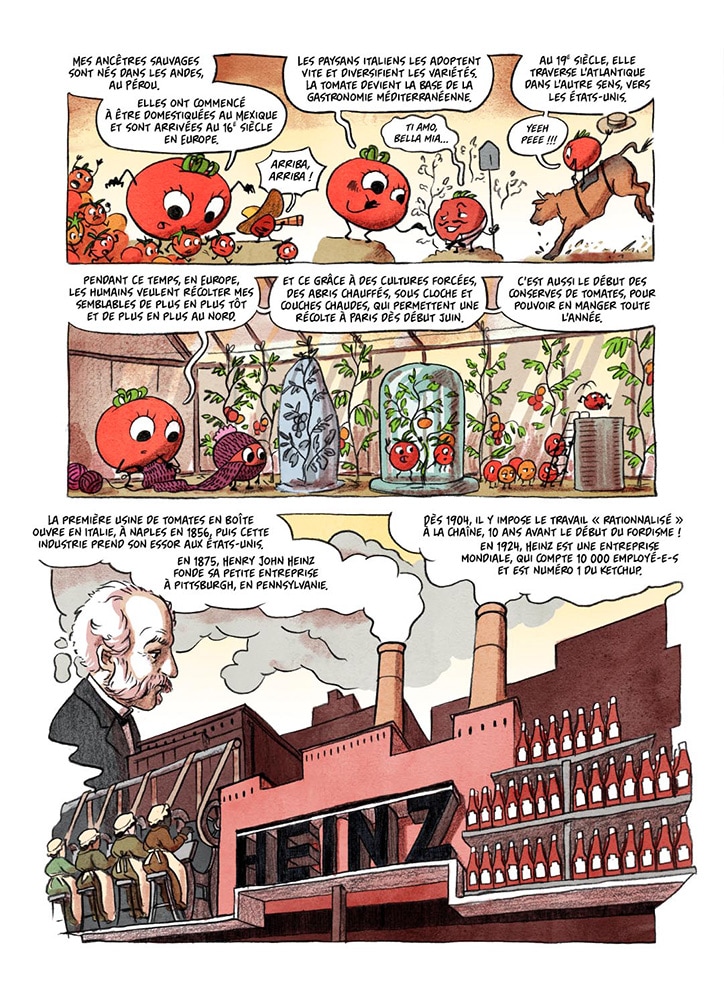 MES ANCÊTRES SAUVAGES
SONT NÉS DANS LES ANDES,
AU PÉROU.
ELLES ONT COMMENCÉ
À ÊTRE DOMESTIQUÉES AU MEXIQUE
ET SONT ARRIVÉES AU 16E SIÈCLE
EN EUROPE.
ARRIBA,
ARRIBA !
LES PAYSANS ITALIENS LES ADOPTENT
VITE ET DIVERSIFIENT LES VARIÉTÉS.
LA TOMATE DEVIENT LA BASE DE LA
GASTRONOMIE MÉDITERRANÉENNE.
TI AMO,
BELLA MIA...
AU 19E SIÈCLE, ELLE
TRAVERSE L'ATLANTIQUE
DANS L'AUTRE SENS, VERS
LES ÉTATS-UNIS.
YEEH
PEEE !!!
PENDANT CE TEMPS, EN EUROPE,
LES HUMAINS VEULENT RÉCOLTER MES
SEMBLABLES DE PLUS EN PLUS TÔT
ET DE PLUS EN PLUS AU NORD.
ET CE GRÂCE À DES CULTURES FORCÉES,
DES ABRIS CHAUFFÉS, SOUS CLOCHE ET
COUCHES CHAUDES, QUI PERMETTENT UNE
RÉCOLTE À PARIS DÈS DÉBUT JUIN.
C'EST AUSSI LE DÉBUT DES
CONSERVES DE TOMATES, POUR
POUVOIR EN MANGER TOUTE
L'ANNÉE.
LA PREMIÈRE USINE DE TOMATES EN BOÎTE
OUVRE EN ITALIE, À NAPLES EN 1856, PUIS CETTE
INDUSTRIE PREND SON ESSOR AUX ÉTATS-UNIS.
EN 1875, HENRY JOHN HEINZ
FONDE SA PETITE ENTREPRISE
À PITTSBURGH, EN PENNSYLVANIE.
DÈS 1904, IL Y IMPOSE LE TRAVAIL « RATIONNALISÉ »
À LA CHAÎNE, 10 ANS AVANT LE DÉBUT DU FORDISME !
EN 1924, HEINZ EST UNE ENTREPRISE
MONDIALE, QUI COMPTE 10 000 EMPLOYÉ-E-S
ET EST NUMÉRO 1 DU KETCHUP.
HEINZ